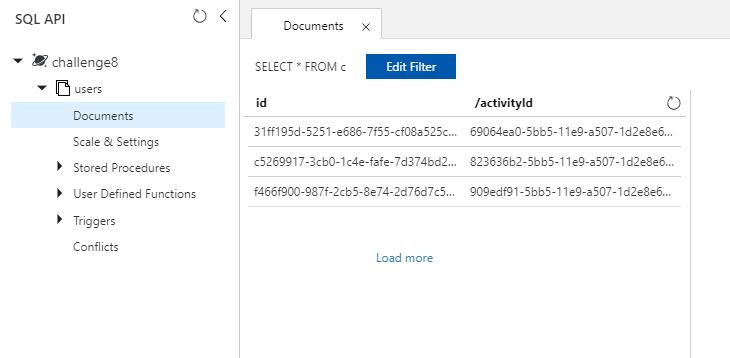 SQL API
challenge8
users
Documents
Scale & Settings
Stored Procedures
User Defined Functions
Triggers
Conflicts
Documents
SELECT * FROM c Edit Filter
id /activityId
31ff195d-5251-e686-7f55-cf08a525c... 69064ea0-5bb5-11e9-a507-1d2e8e6...
c5269917-3cb0-1c4e-fafe-7d374bd2... 823636b2-5bb5-11e9-a507-1d2e8e6...
f466f900-987f-2cb5-8e74-2d76d7c5... 909edf91-5bb5-11e9-a507-1d2e8e6...
Load more